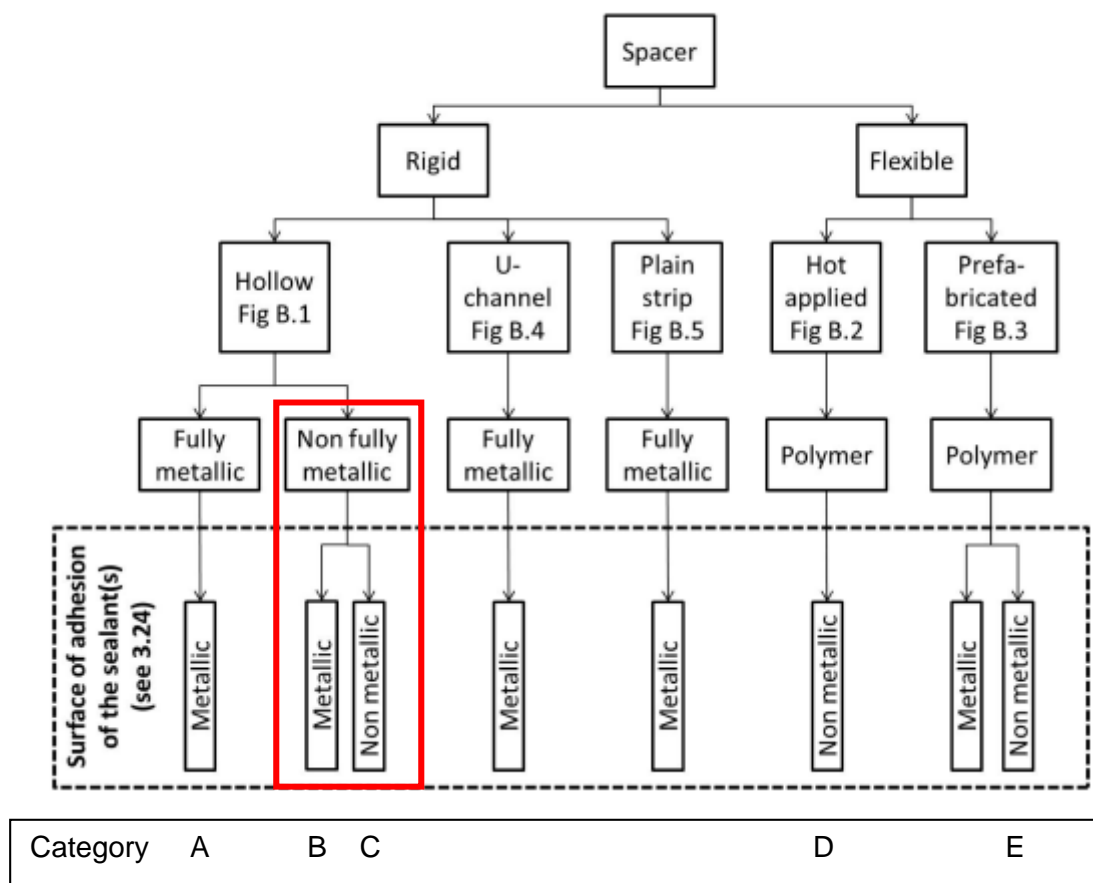 Spacer
Rigid
Flexible
Hollow
Fig B.1
U-
channel
Fig B.4
Plain
strip
Fig B.5
Hot
applied
Fig B.2
Prefa-
bricated
Fig B.3
Fully
metallic
Non fully
metallic
Fully
metallic
Fully
metallic
Polymer
Polymer
Surface of adhesion
of the sealant(s)
(see 3.24)
Metallic
Metallic
Non metallic
Metallic
Metallic
Non metallic
Metallic
Non metallic
Category A B C D E